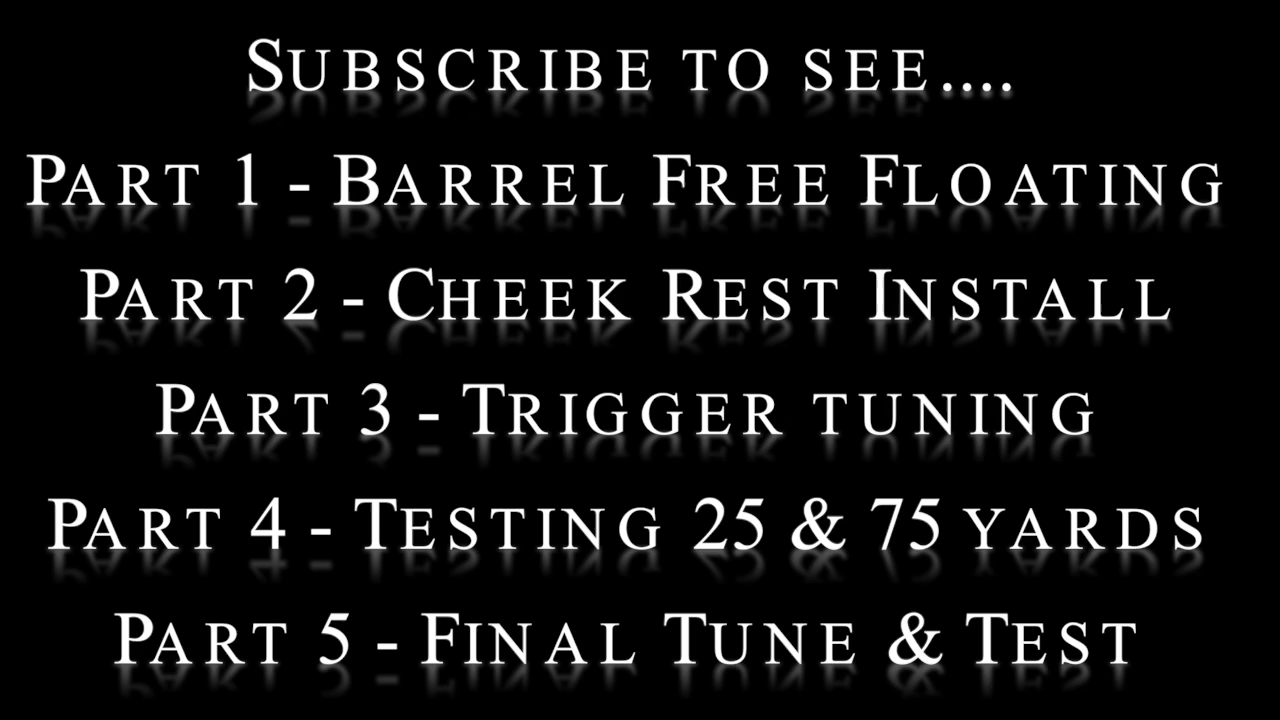 Subscribe to see....
Part 1 - Barrel Free Floating
Part 2 - Cheek Rest Install
Part 3 - Trigger tuning
Part 4 - Testing 25 & 75 yards
Part 5 - Final Tune & Test